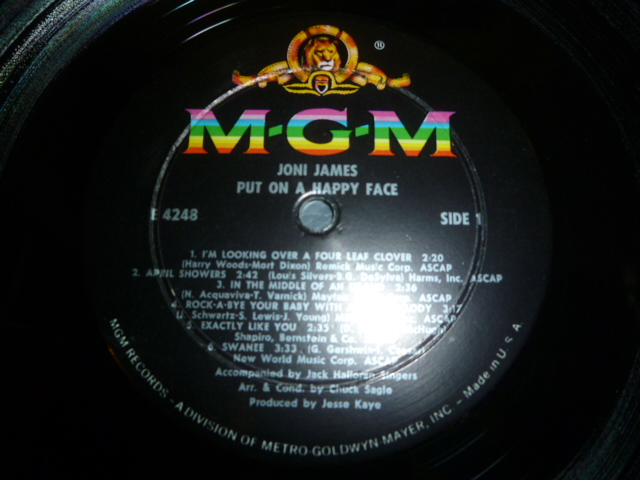 ®
M-G-M
JONI JAMES
PUT ON A HAPPY FACE
E 4248
SIDE 1
1. I'M LOOKING OVER A FOUR LEAF CLOVER 2:20
(Harry Woods-Mort Dixon) Remick Music Corp. ASCAP
2. APRIL SHOWERS 2:42 (Lou's Silvers-B.G. DeSylva) Harms, Inc. ASCAP
3. IN THE MIDDLE OF AN 2:36
(N. Acquaviva-T. Varnick) ASCAP
4. ROCK-A-BYE YOUR BABY WITH 3:17
(J. Schwartz-S. Lewis-J. Young)
5. EXACTLY LIKE YOU 2:35
Shapiro, Bernstein & Co.
6. SWANEE 3:33 (G. Gershwin-I.
New World Music Corp. ASCAP
Accompanied by Jack Halloran Singers
Arr. & Cond. by Chuck Sagle
Produced by Jesse Kaye
MGM RECORDS - A DIVISION OF METRO-GOLDWYN MAYER, INC. - Made in U.S.A.